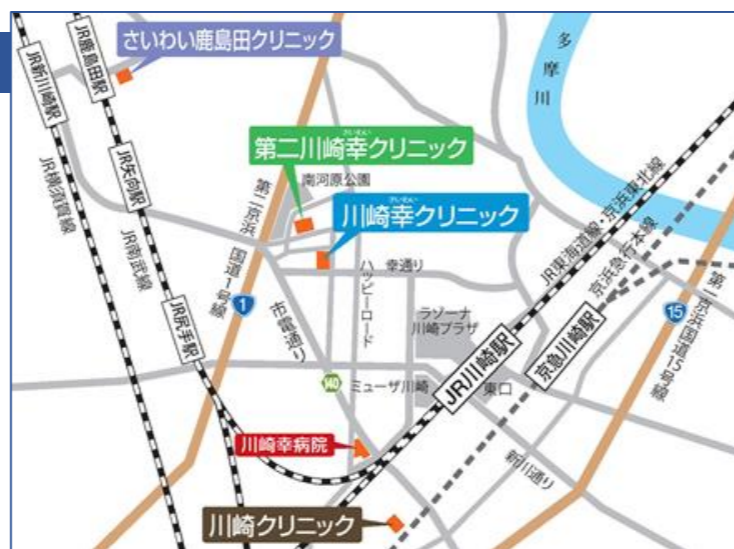 さいわい鹿島田クリニック
JR鹿島田駅
JR新川崎駅
多摩川
さいわい
第二川崎幸クリニック
南河原公園
さいわい
川崎幸クリニック
JR矢向駅
JR横須賀線
JR南武線
第二京浜 国道1号線
JR東海道線・京浜東北線
京浜急行本線
幸通り
ハッピーロード
1
市電通り
ラゾーナ
川崎プラザ
15
第一京浜国道15号線
JR尻手駅
JR川崎駅
京急川崎駅
140
ミューザ川崎
東口
川崎幸病院
新川通り
川崎クリニック